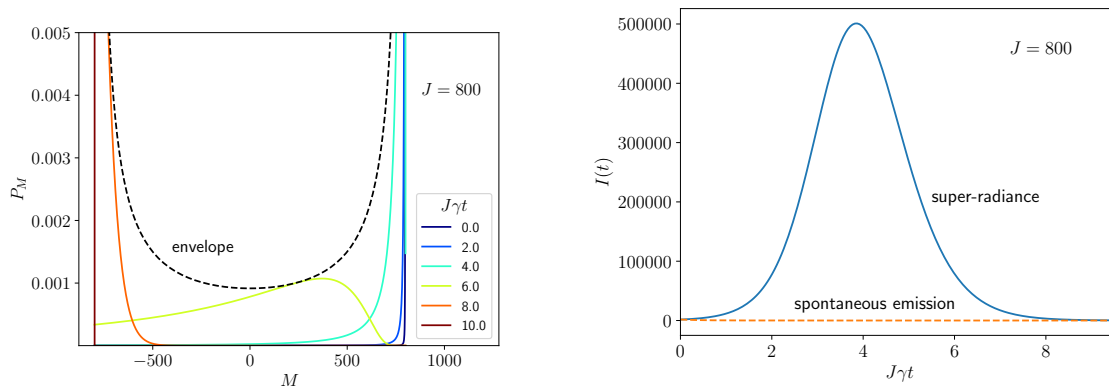 0.005
0.004
0.003
0.002
0.001
P_M
−500
0
500
1000
M
J = 800
envelope
Jγt
0.0
2.0
4.0
6.0
8.0
10.0
500000
400000
300000
200000
100000
0
I(t)
0
2
4
6
8
Jγt
J = 800
super-radiance
spontaneous emission